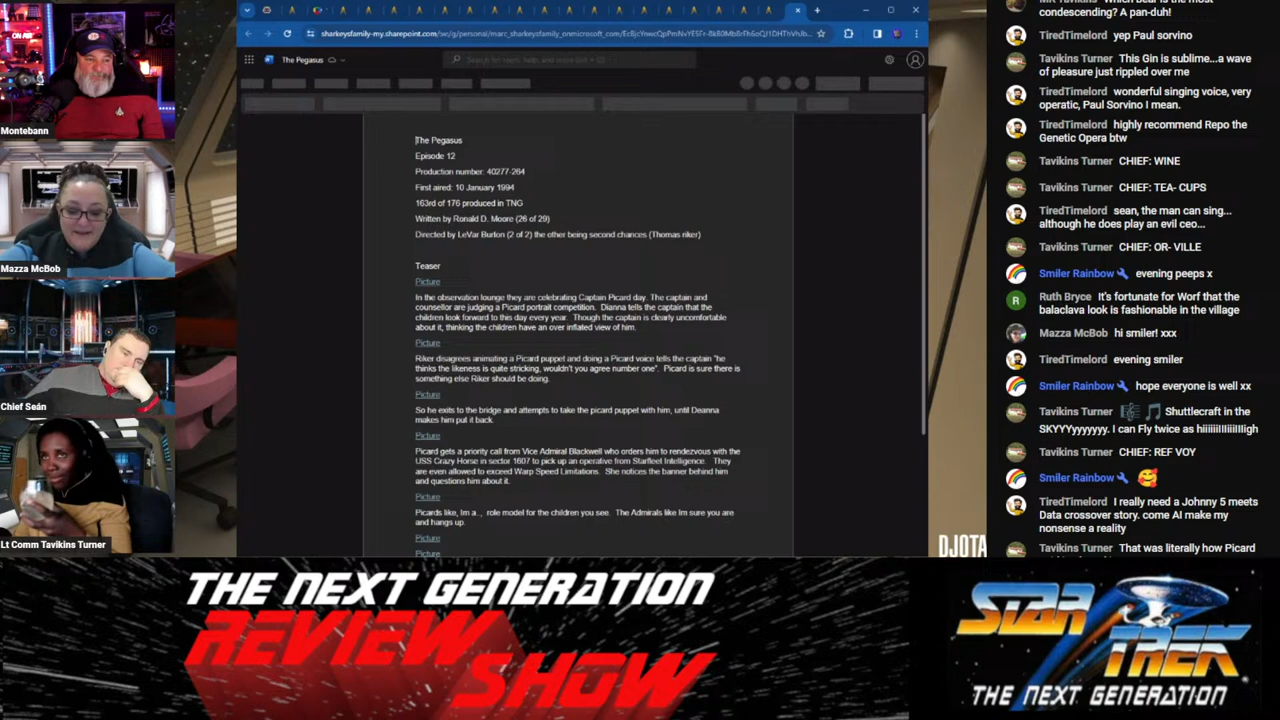 ON AIR
Montebann
Mazza McBob
Chief Seán
Lt Comm Tavikins Turner
The Pegasus
The Pegasus
Episode 12
Production number: 40277-264
First aired: 10 January 1994
163rd of 176 produced in TNG
Written by Ronald D. Moore (26 of 29)
Directed by LeVar Burton (2 of 2) the other being second chances (Thomas riker)
Teaser
Picture
In the observation lounge they are celebrating Captain Picard day. The captain and
counsellor are judging a Picard portrait competition. Dianna tells the captain that the
children look forward to this day every year. Though the captain is clearly uncomfortable
about it, thinking the children have an over inflated view of him.
Picture
Riker disagrees animating a Picard puppet and doing a Picard voice tells the captain "he
thinks the likeness is quite stricking, wouldn't you agree number one". Picard is sure there is
something else Riker should be doing.
Picture
So he exits to the bridge and attempts to take the picard puppet with him, until Deanna
makes him put it back.
Picture
Picard gets a priority call from Vice Admiral Blackwell who orders him to rendezvous with the
USS Crazy Horse in sector 1607 to pick up an operative from Starfleet Intelligence. They
are even allowed to exceed Warp Speed Limitations. She notices the banner behind him
and questions him about it.
Picture
Picards like, Im a.., role model for the children you see. The Admirals like Im sure you are
and hangs up.
Picture
Picture
condescending? A pan-duh!
TiredTimelord yep Paul sorvino
Tavikins Turner This Gin is sublime...a wave
of pleasure just rippled over me
TiredTimelord wonderful singing voice, very
operatic, Paul Sorvino I mean.
TiredTimelord highly recommend Repo the
Genetic Opera btw
Tavikins Turner CHIEF: WINE
Tavikins Turner CHIEF: TEA- CUPS
TiredTimelord sean, the man can sing...
although he does play an evil ceo...
Tavikins Turner CHIEF: OR- VILLE
Smiler Rainbow evening peeps x
R Ruth Bryce It's fortunate for Worf that the
balaclava look is fashionable in the village
Mazza McBob hi smiler! xxx
TiredTimelord evening smiler
Smiler Rainbow hope everyone is well xx
Tavikins Turner 🎼 🎵 Shuttlecraft in the
SKYYYyyyyyy. I can Fly twice as hiiiiiiIIiiiiIIIigh
Tavikins Turner CHIEF: REF VOY
Smiler Rainbow 🥰
TiredTimelord I really need a Johnny 5 meets
Data crossover story. come AI make my
nonsense a reality
Tavikins Turner That was literally how Picard
DJOTA
THE NEXT GENERATION
REVIEW
SHOW
STAR
TREK
THE NEXT GENERATION